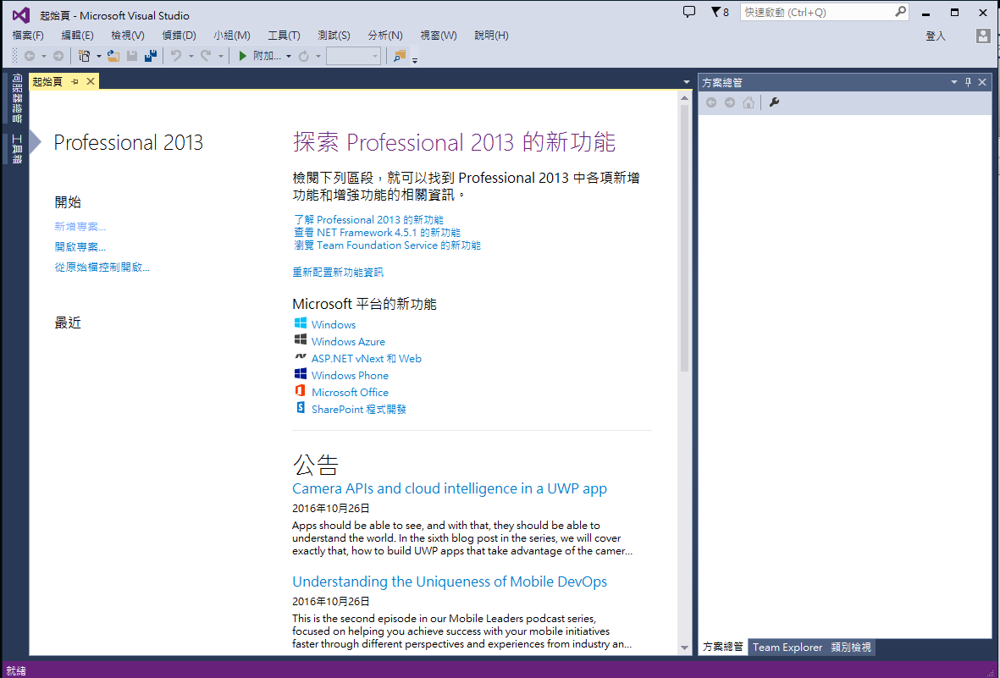 起始頁 - Microsoft Visual Studio
8
快速啟動 (Ctrl+Q)
檔案(F) 編輯(E) 檢視(V) 偵錯(D) 小組(M) 工具(T) 測試(S) 分析(N) 視窗(W) 說明(H)
登入
附加...
伺服器總管
工具箱
起始頁
Professional 2013
開始
新增專案...
開啟專案...
從原始檔控制開啟...
最近
探索 Professional 2013 的新功能
檢閱下列區段，就可以找到 Professional 2013 中各項新增
功能和增強功能的相關資訊。
了解 Professional 2013 的新功能
查看 NET Framework 4.5.1 的新功能
瀏覽 Team Foundation Service 的新功能
重新配置新功能資訊
Microsoft 平台的新功能
Windows
Windows Azure
ASP.NET vNext 和 Web
Windows Phone
Microsoft Office
SharePoint 程式開發
公告
Camera APIs and cloud intelligence in a UWP app
2016年10月26日
Apps should be able to see, and with that, they should be able to
understand the world. In the sixth blog post in the series, we will cover
exactly that, how to build UWP apps that take advantage of the camer...
Understanding the Uniqueness of Mobile DevOps
2016年10月26日
This is the second episode in our Mobile Leaders podcast series,
focused on helping you achieve success with your mobile initiatives
faster through different perspectives and experiences from industry an...
方案總管
方案總管 Team Explorer 類別檢視
就緒